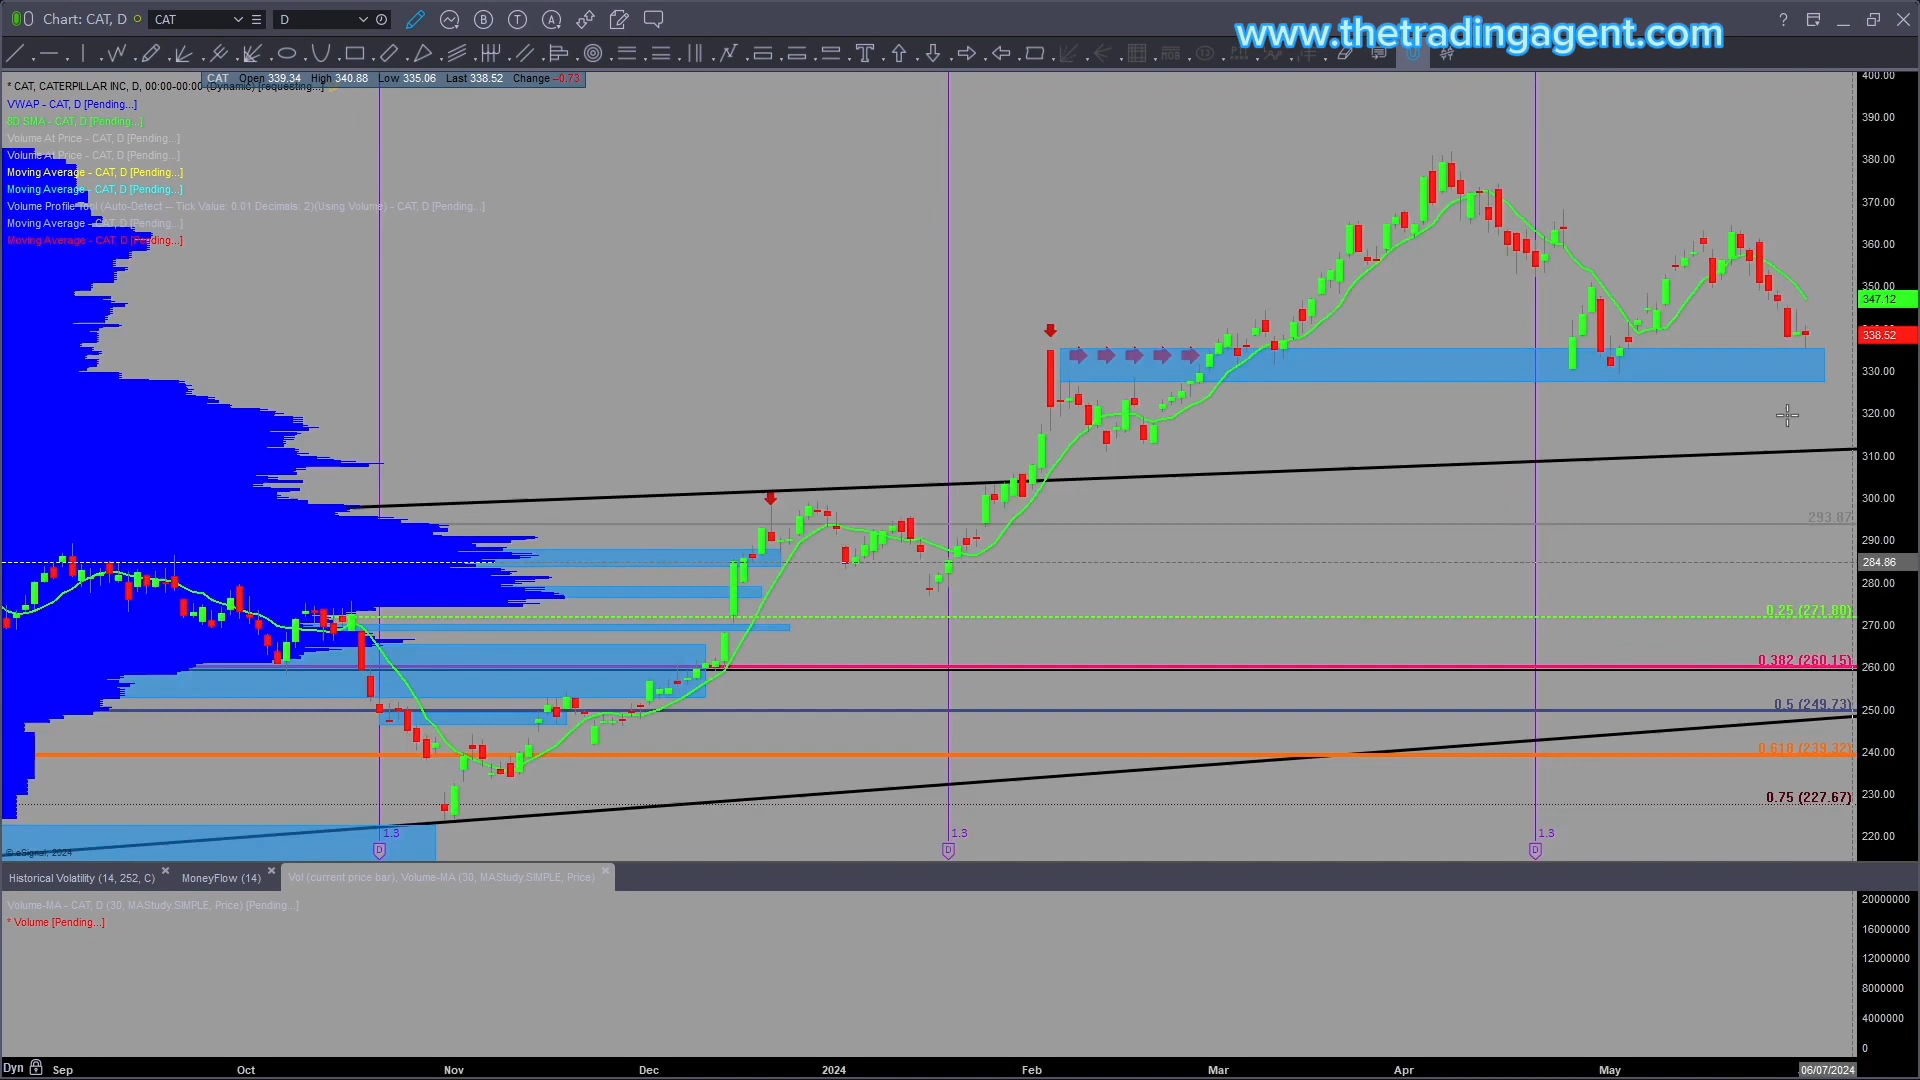 Chart: CAT, D
CAT
D
www.thetradingagent.com
CAT Open 339.34 High 340.88 Low 335.06 Last 338.52 Change -0.73
* CAT, CATERPILLAR INC, D, 00:00-00:00 (Dynamic) [requesting...]
VWAP - CAT, D [Pending...]
8D SMA - CAT, D [Pending...]
Volume At Price - CAT, D [Pending...]
Volume At Price - CAT, D [Pending...]
Moving Average - CAT, D [Pending...]
Moving Average - CAT, D [Pending...]
Volume Profile Tool (Auto-Detect -- Tick Value: 0.01 Decimals: 2)(Using Volume) - CAT, D [Pending...]
Moving Average - CAT, D [Pending...]
Moving Average - CAT, D [Pending...]
400.00
390.00
380.00
370.00
360.00
350.00
347.12
338.52
330.00
320.00
310.00
300.00
293.87
290.00
284.86
280.00
0.25 (271.80)
270.00
0.382 (260.15)
260.00
0.5 (249.73)
250.00
0.618 (239.32)
240.00
0.75 (227.67)
230.00
220.00
1.3
1.3
1.3
D
D
D
© eSignal, 2024
Historical Volatility (14, 252, C)
MoneyFlow (14)
Vol (current price bar), Volume-MA (30, MAStudy.SIMPLE, Price)
Volume-MA - CAT, D (30, MAStudy.SIMPLE, Price) [Pending...]
* Volume [Pending...]
20000000
16000000
12000000
8000000
4000000
0
Dyn
Sep
Oct
Nov
Dec
2024
Feb
Mar
Apr
May
06/07/2024